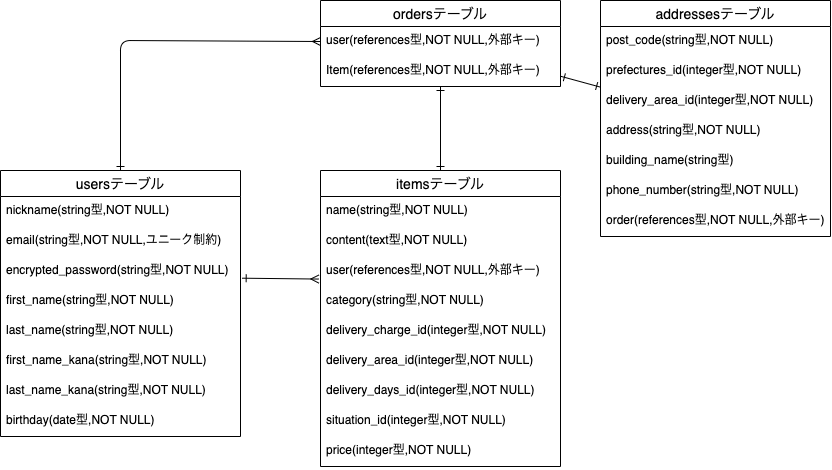 ordersテーブル
user(references型,NOT NULL,外部キー)
Item(references型,NOT NULL,外部キー)
addressesテーブル
post_code(string型,NOT NULL)
prefectures_id(integer型,NOT NULL)
delivery_area_id(integer型,NOT NULL)
address(string型,NOT NULL)
building_name(string型)
phone_number(string型,NOT NULL)
order(references型,NOT NULL,外部キー)
usersテーブル
nickname(string型,NOT NULL)
email(string型,NOT NULL,ユニーク制約)
encrypted_password(string型,NOT NULL)
first_name(string型,NOT NULL)
last_name(string型,NOT NULL)
first_name_kana(string型,NOT NULL)
last_name_kana(string型,NOT NULL)
birthday(date型,NOT NULL)
itemsテーブル
name(string型,NOT NULL)
content(text型,NOT NULL)
user(references型,NOT NULL,外部キー)
category(string型,NOT NULL)
delivery_charge_id(integer型,NOT NULL)
delivery_area_id(integer型,NOT NULL)
delivery_days_id(integer型,NOT NULL)
situation_id(integer型,NOT NULL)
price(integer型,NOT NULL)